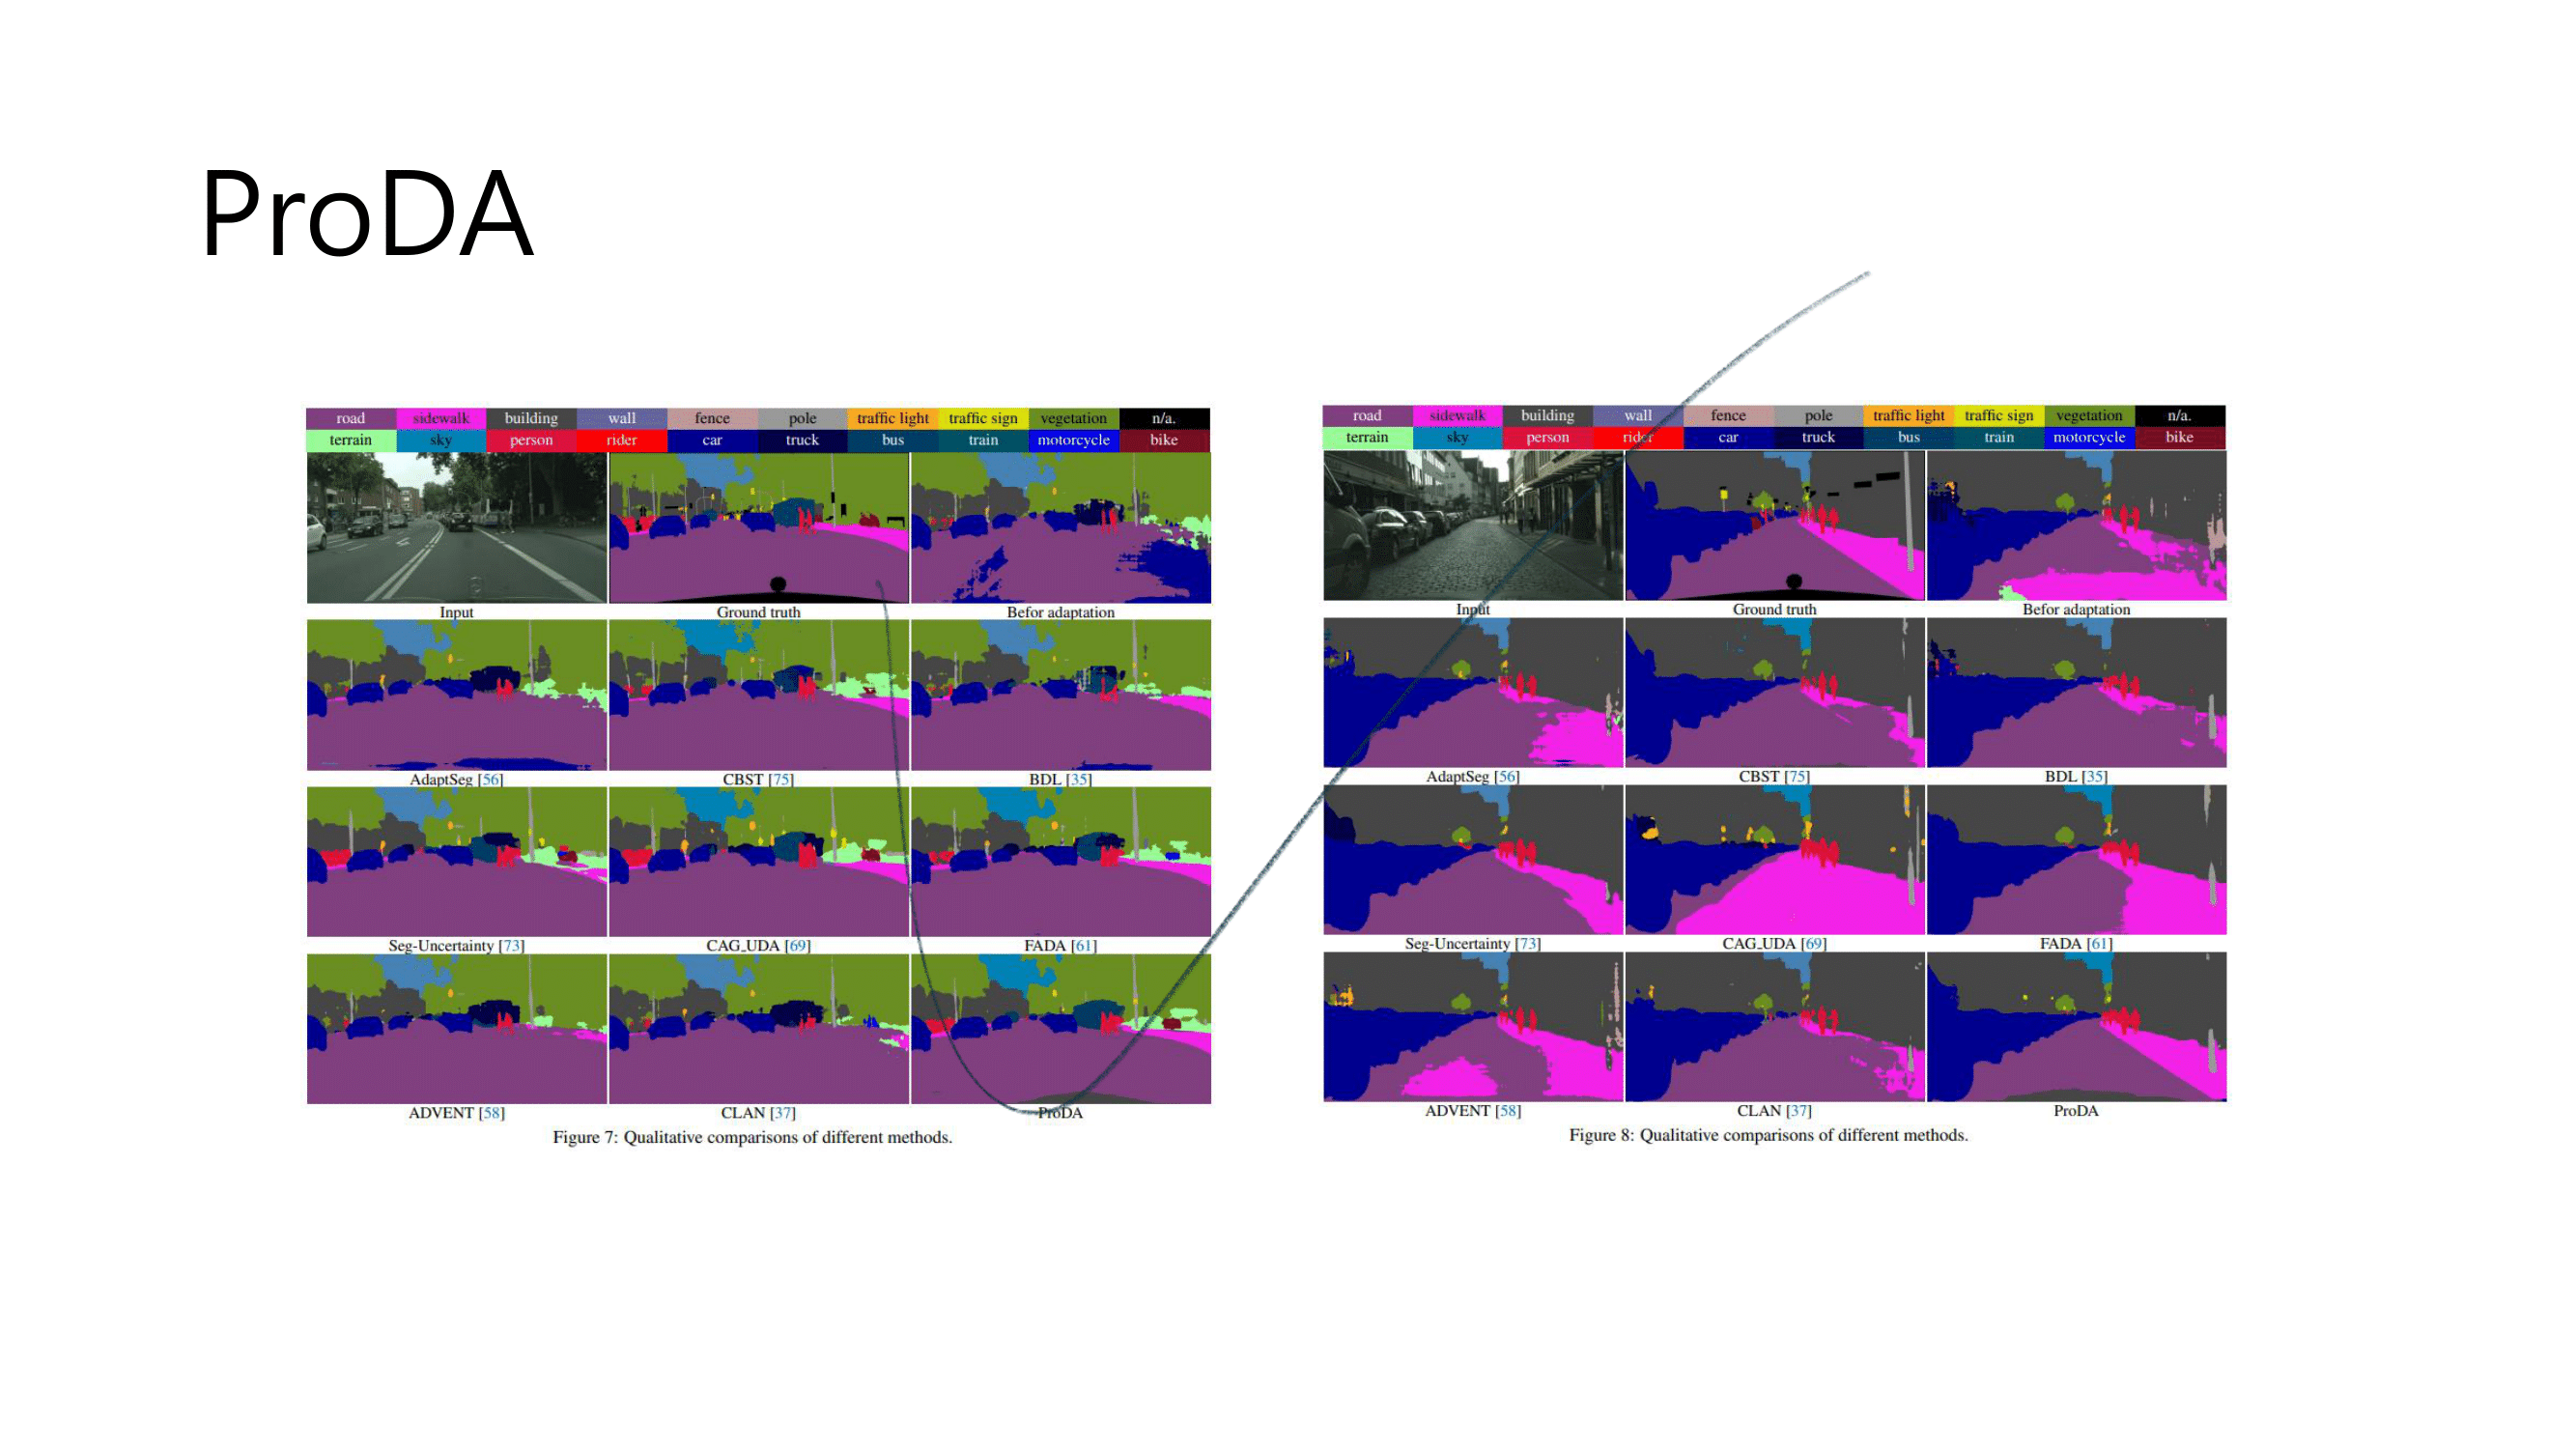 ProDA
road sidewalk building wall fence pole traffic light traffic sign vegetation n/a.
terrain sky person rider car truck bus train motorcycle bike
Input Ground truth Befor adaptation
AdaptSeg [56] CBST [75] BDL [35]
Seg-Uncertainty [73] CAG_UDA [69] FADA [61]
ADVENT [58] CLAN [37] ProDA
Figure 7: Qualitative comparisons of different methods.
road sidewalk building wall fence pole traffic light traffic sign vegetation n/a.
terrain sky person rider car truck bus train motorcycle bike
Input Ground truth Befor adaptation
AdaptSeg [56] CBST [75] BDL [35]
Seg-Uncertainty [73] CAG_UDA [69] FADA [61]
ADVENT [58] CLAN [37] ProDA
Figure 8: Qualitative comparisons of different methods.